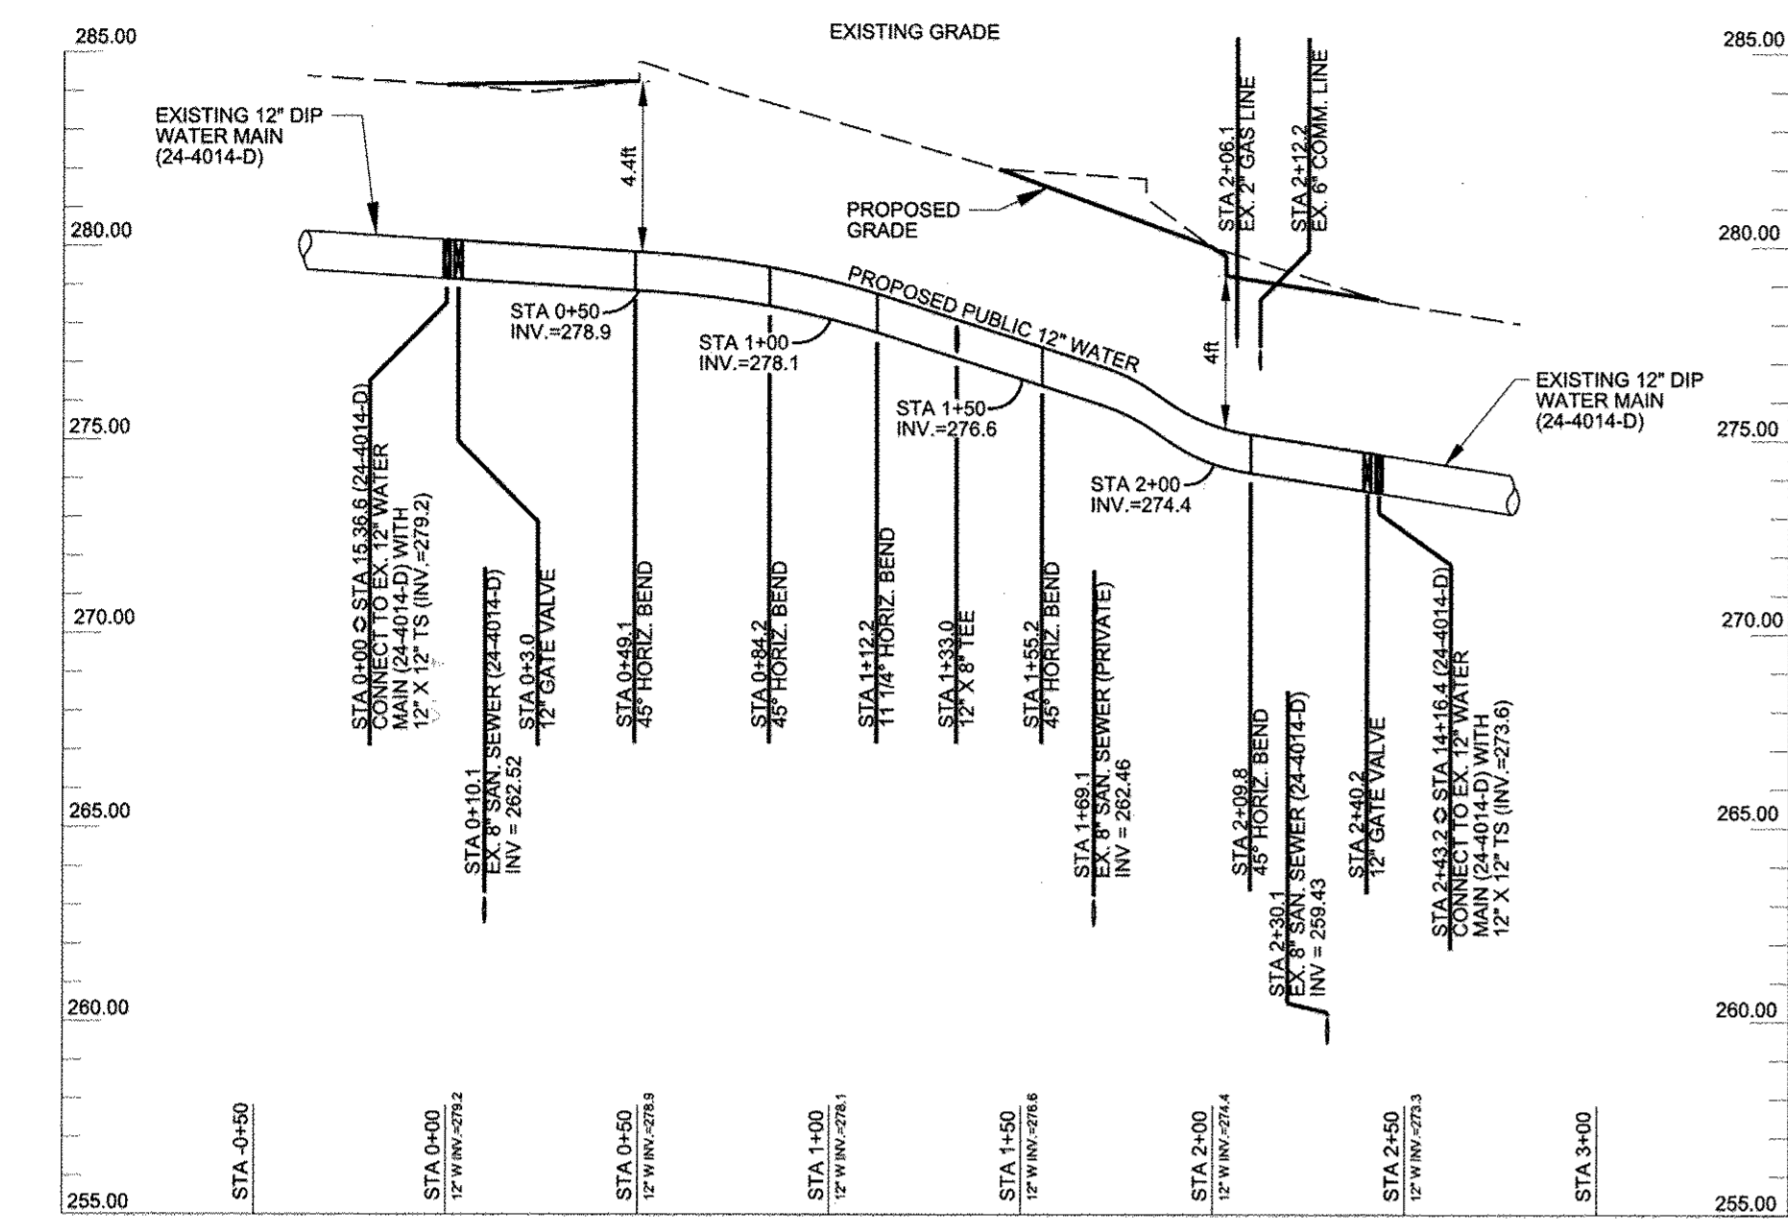 EXISTING GRADE
285.00
285.00
EXISTING 12" DIP
WATER MAIN
(24-4014-D)
4.4ft
PROPOSED
GRADE
STA 2+06.1
EX. 2" GAS LINE
STA 2+12.2
EX. 6" COMM. LINE
280.00
280.00
PROPOSED PUBLIC 12" WATER
STA 0+50
INV.=278.9
STA 1+00
INV.=278.1
4ft
STA 1+50
INV.=276.6
EXISTING 12" DIP
WATER MAIN
(24-4014-D)
275.00
275.00
STA 2+00
INV.=274.4
STA 0+00 STA 15.36.6 (24-4014-D)
CONNECT TO EX. 12" WATER
MAIN (24-4014-D) WITH
12" X 12" TS (INV.=279.2)
STA 0+10.1
EX. 8" SAN. SEWER (24-4014-D)
INV = 262.52
STA 0+3.0
12" GATE VALVE
STA 0+49.1
45° HORIZ. BEND
STA 0+84.2
45° HORIZ. BEND
STA 1+12.2
11 1/4° HORIZ. BEND
STA 1+33.0
12" X 8" TEE
STA 1+55.2
45° HORIZ. BEND
STA 1+69.1
EX. 8" SAN. SEWER (PRIVATE)
INV = 262.46
STA 2+09.8
45° HORIZ. BEND
STA 2+30.1
EX. 8" SAN. SEWER (24-4014-D)
INV = 259.43
STA 2+40.2
12" GATE VALVE
STA 2+43.2 STA 14+16.4 (24-4014-D)
CONNECT TO EX. 12" WATER
MAIN (24-4014-D) WITH
12" X 12" TS (INV.=273.6)
270.00
270.00
265.00
265.00
260.00
260.00
STA -0+50
STA 0+00
12" W INV.=279.2
STA 0+50
12" W INV.=278.9
STA 1+00
12" W INV.=278.1
STA 1+50
12" W INV.=276.6
STA 2+00
12" W INV.=274.4
STA 2+50
12" W INV.=273.3
STA 3+00
255.00
255.00